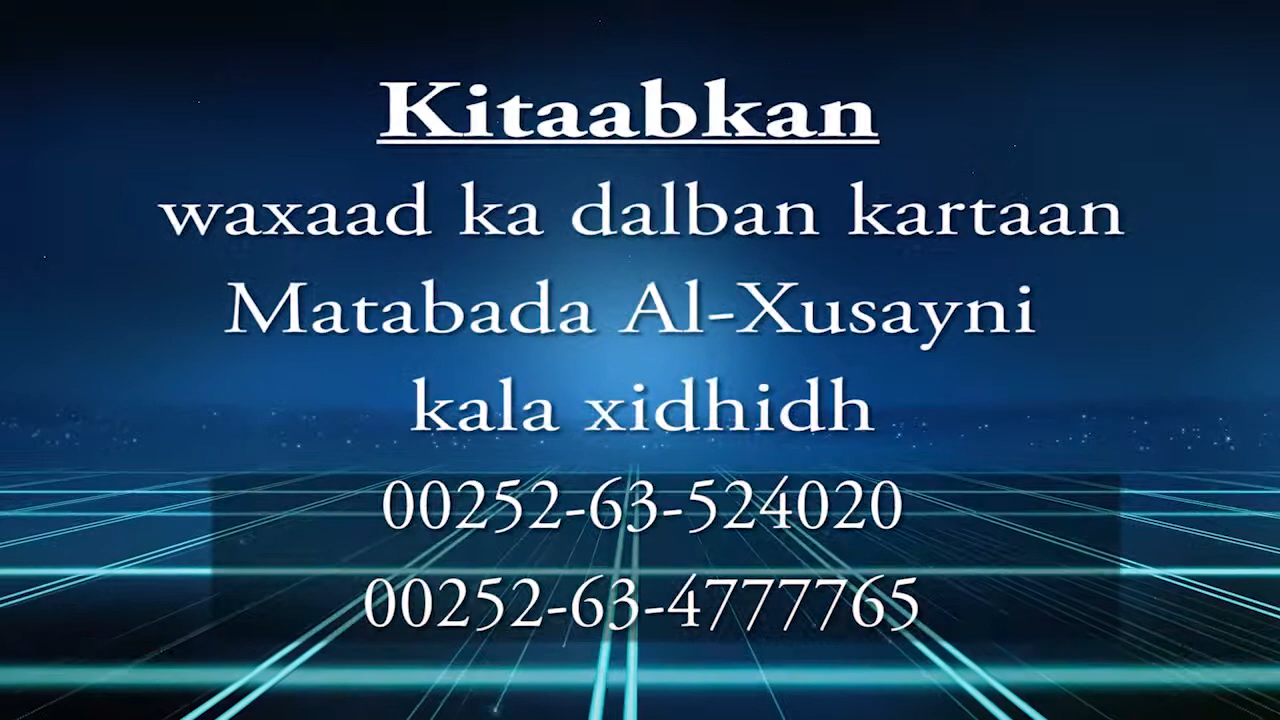 Kitaabkan
waxaad ka dalban kartaan
Matabada Al-Xusayni
kala xidhidh
00252-63-524020
00252-63-4777765